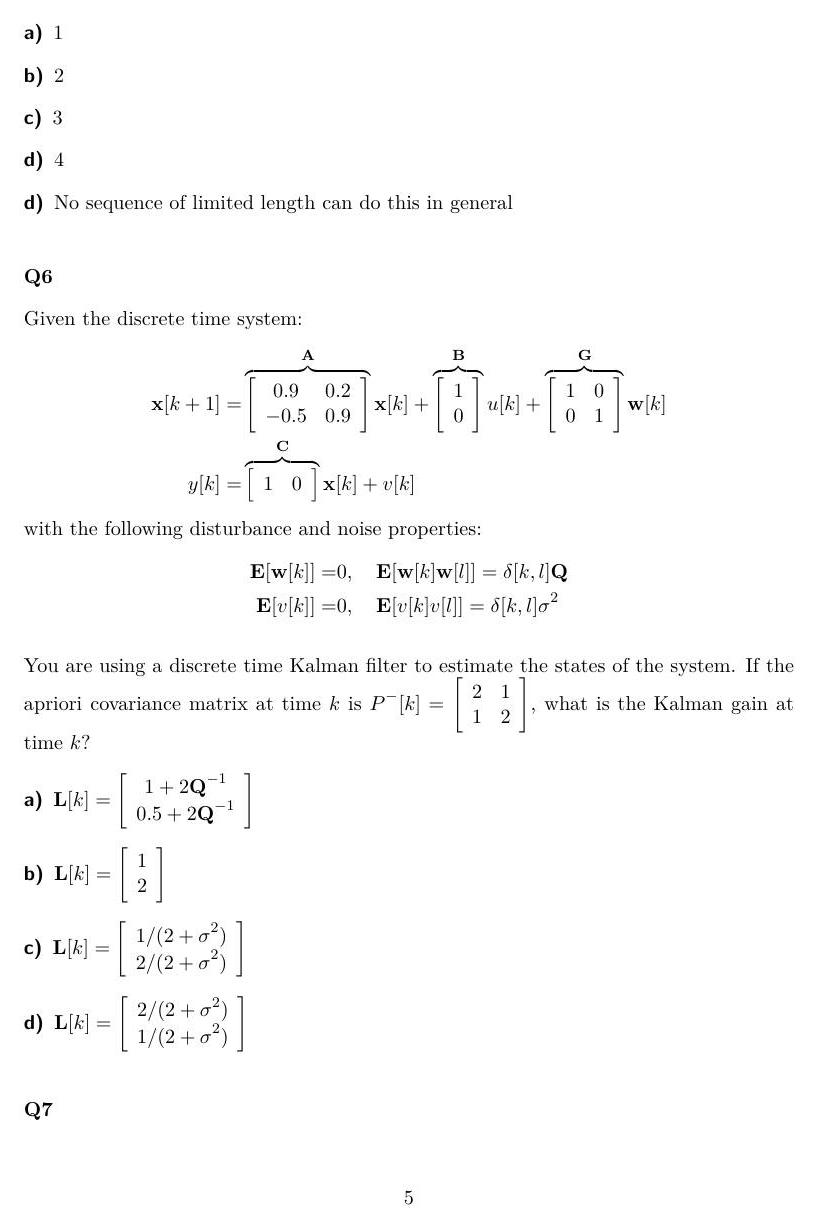 a) 1
b) 2
c) 3
d) 4
d) No sequence of limited length can do this in general
Q6
Given the discrete time system:
A B G
x[k + 1] = [ 0.9 0.2 ; −0.5 0.9 ] x[k] + [ 1 ; 0 ] u[k] + [ 1 0 ; 0 1 ] w[k]
C
y[k] = [ 1 0 ] x[k] + v[k]
with the following disturbance and noise properties:
E[w[k]] =0, E[w[k]w[l]] = δ[k, l]Q
E[v[k]] =0, E[v[k]v[l]] = δ[k, l]σ²
You are using a discrete time Kalman filter to estimate the states of the system. If the
apriori covariance matrix at time k is P⁻[k] = [ 2 1 ; 1 2 ], what is the Kalman gain at
time k?
a) L[k] = [ 1 + 2Q⁻¹ ; 0.5 + 2Q⁻¹ ]
b) L[k] = [ 1 ; 2 ]
c) L[k] = [ 1/(2 + σ²) ; 2/(2 + σ²) ]
d) L[k] = [ 2/(2 + σ²) ; 1/(2 + σ²) ]
Q7
5